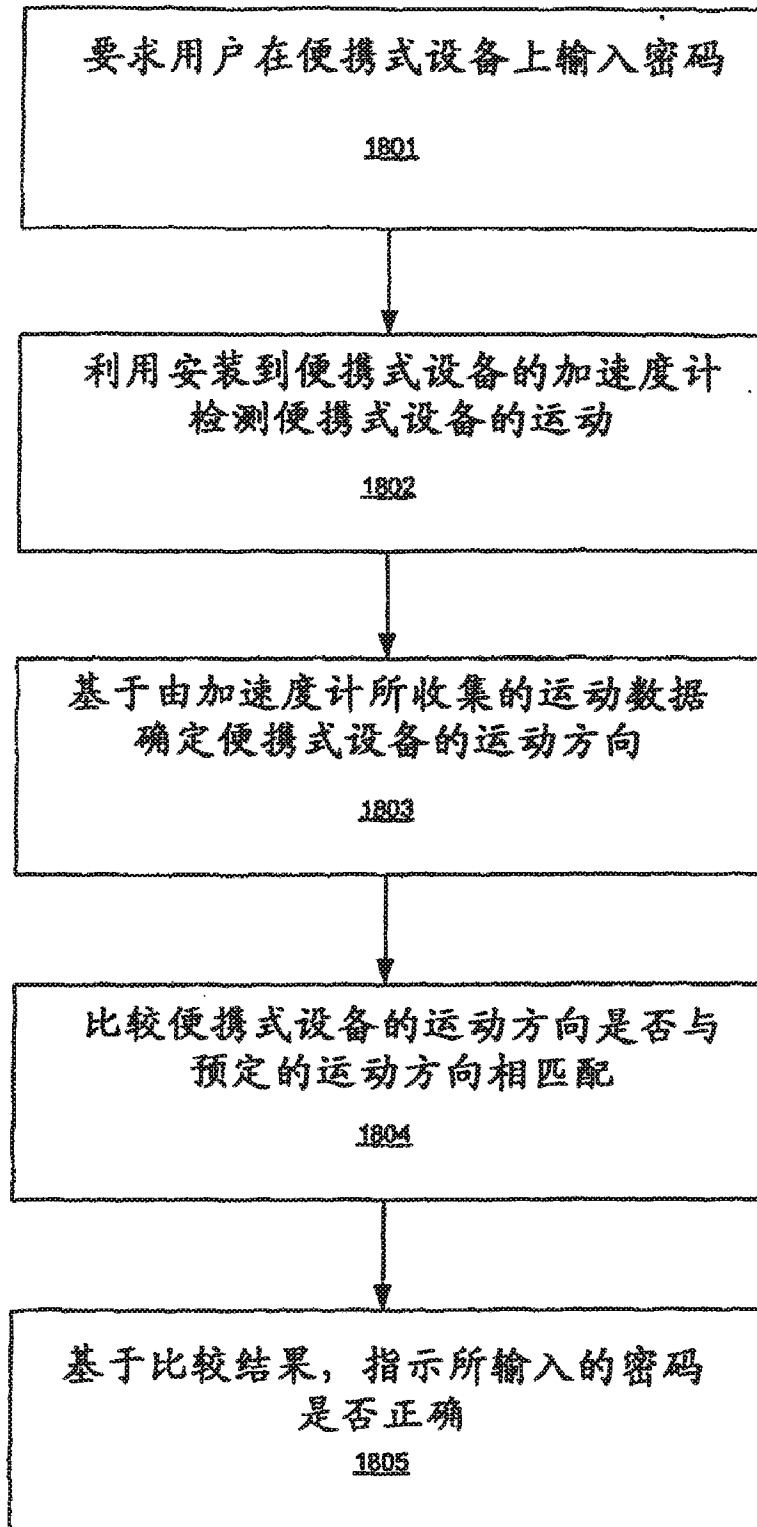 要求用户在便携式设备上输入密码
1801
利用安装到便携式设备的加速度计
检测便携式设备的运动
1802
基于由加速度计所收集的运动数据
确定便携式设备的运动方向
1803
比较便携式设备的运动方向是否与
预定的运动方向相匹配
1804
基于比较结果，指示所输入的密码
是否正确
1805